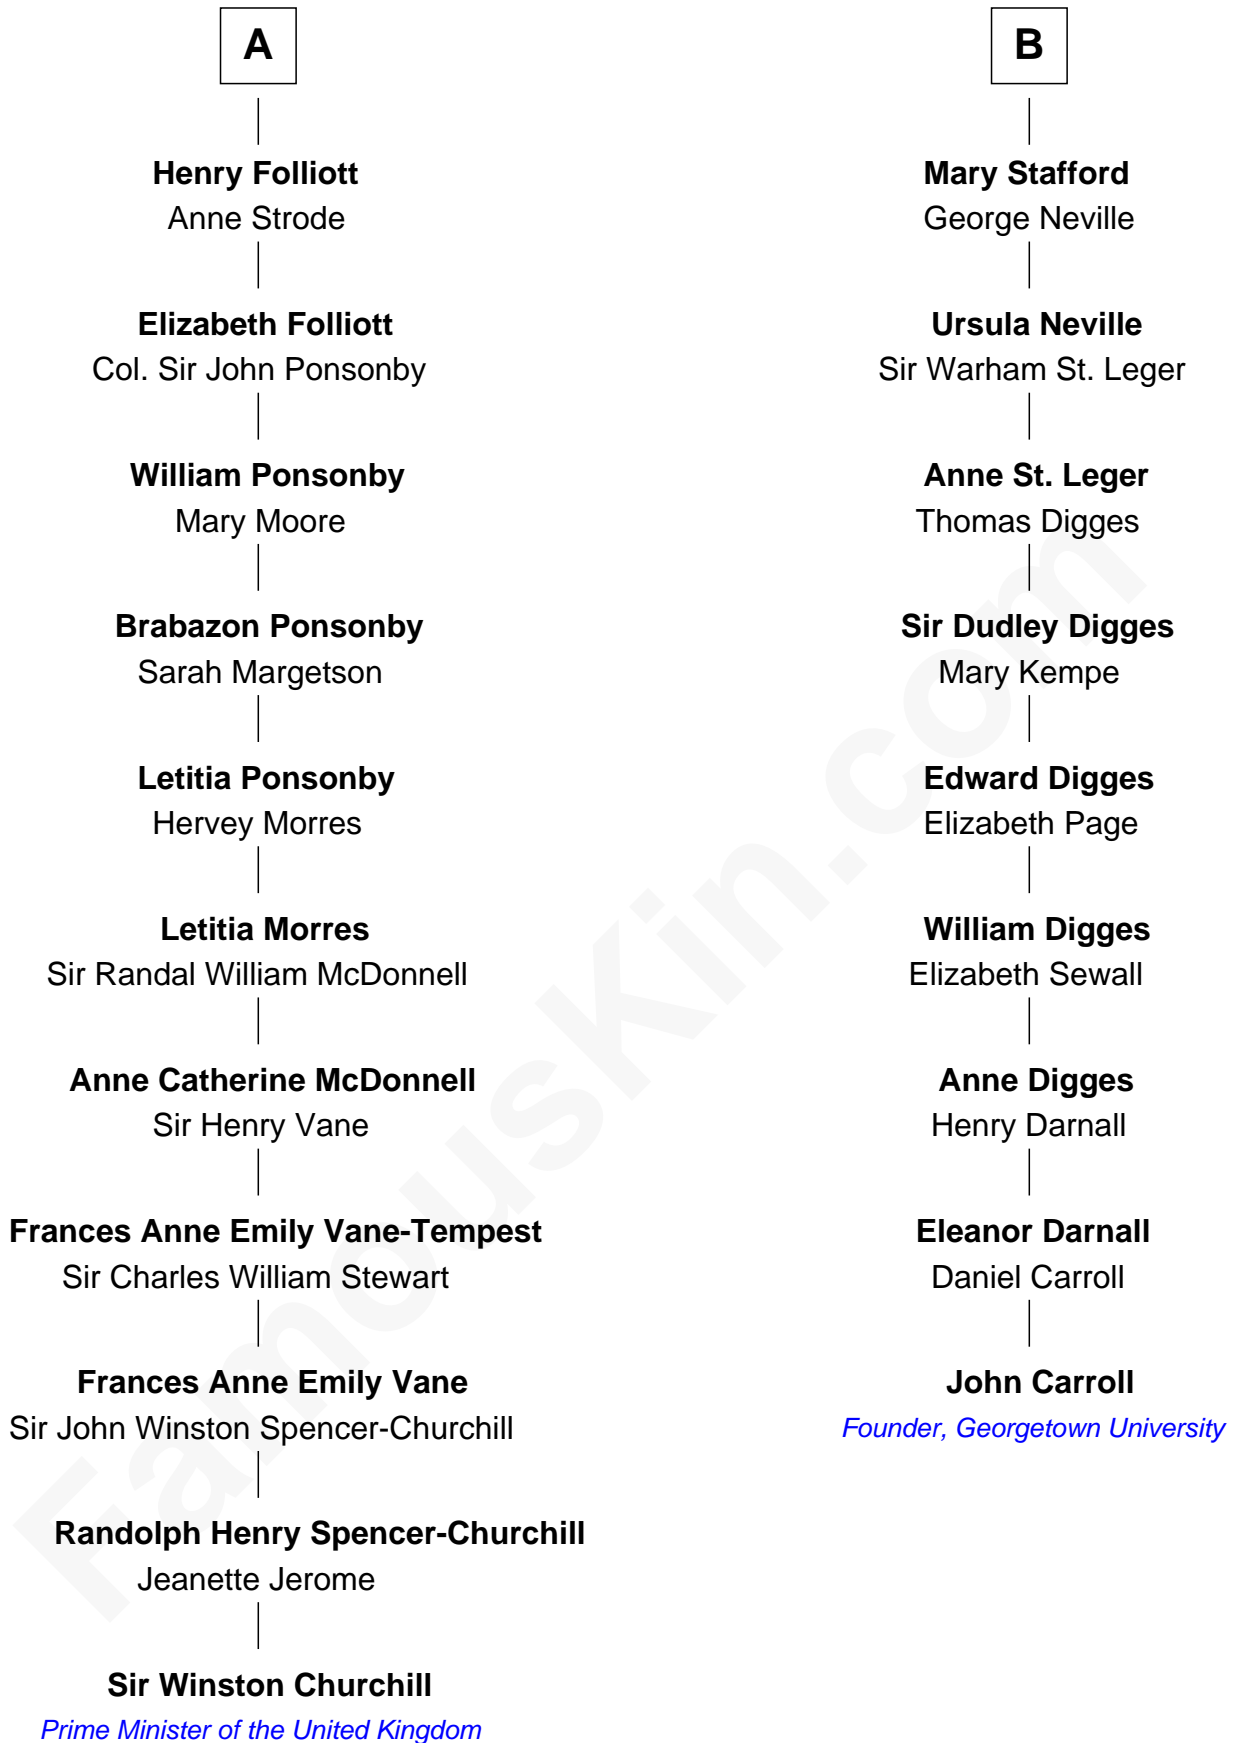 A
Henry Folliott
Anne Strode
Elizabeth Folliott
Col. Sir John Ponsonby
William Ponsonby
Mary Moore
Brabazon Ponsonby
Sarah Margetson
Letitia Ponsonby
Hervey Morres
Letitia Morres
Sir Randal William McDonnell
Anne Catherine McDonnell
Sir Henry Vane
Frances Anne Emily Vane-Tempest
Sir Charles William Stewart
Frances Anne Emily Vane
Sir John Winston Spencer-Churchill
Randolph Henry Spencer-Churchill
Jeanette Jerome
Sir Winston Churchill
Prime Minister of the United Kingdom
B
Mary Stafford
George Neville
Ursula Neville
Sir Warham St. Leger
Anne St. Leger
Thomas Digges
Sir Dudley Digges
Mary Kempe
Edward Digges
Elizabeth Page
William Digges
Elizabeth Sewall
Anne Digges
Henry Darnall
Eleanor Darnall
Daniel Carroll
John Carroll
Founder, Georgetown University
FamousKin.com